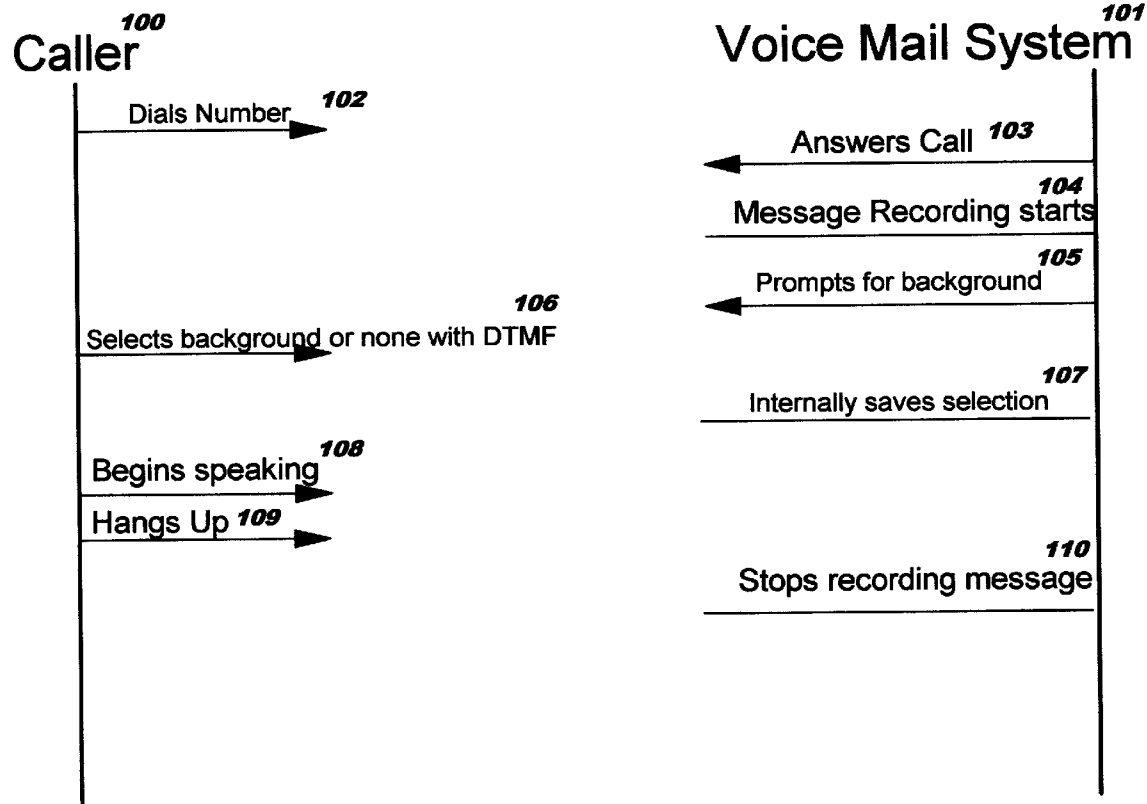 Caller 100
Voice Mail System 101
Dials Number 102
Answers Call 103
Message Recording starts 104
Prompts for background 105
Selects background or none with DTMF 106
Internally saves selection 107
Begins speaking 108
Hangs Up 109
Stops recording message 110